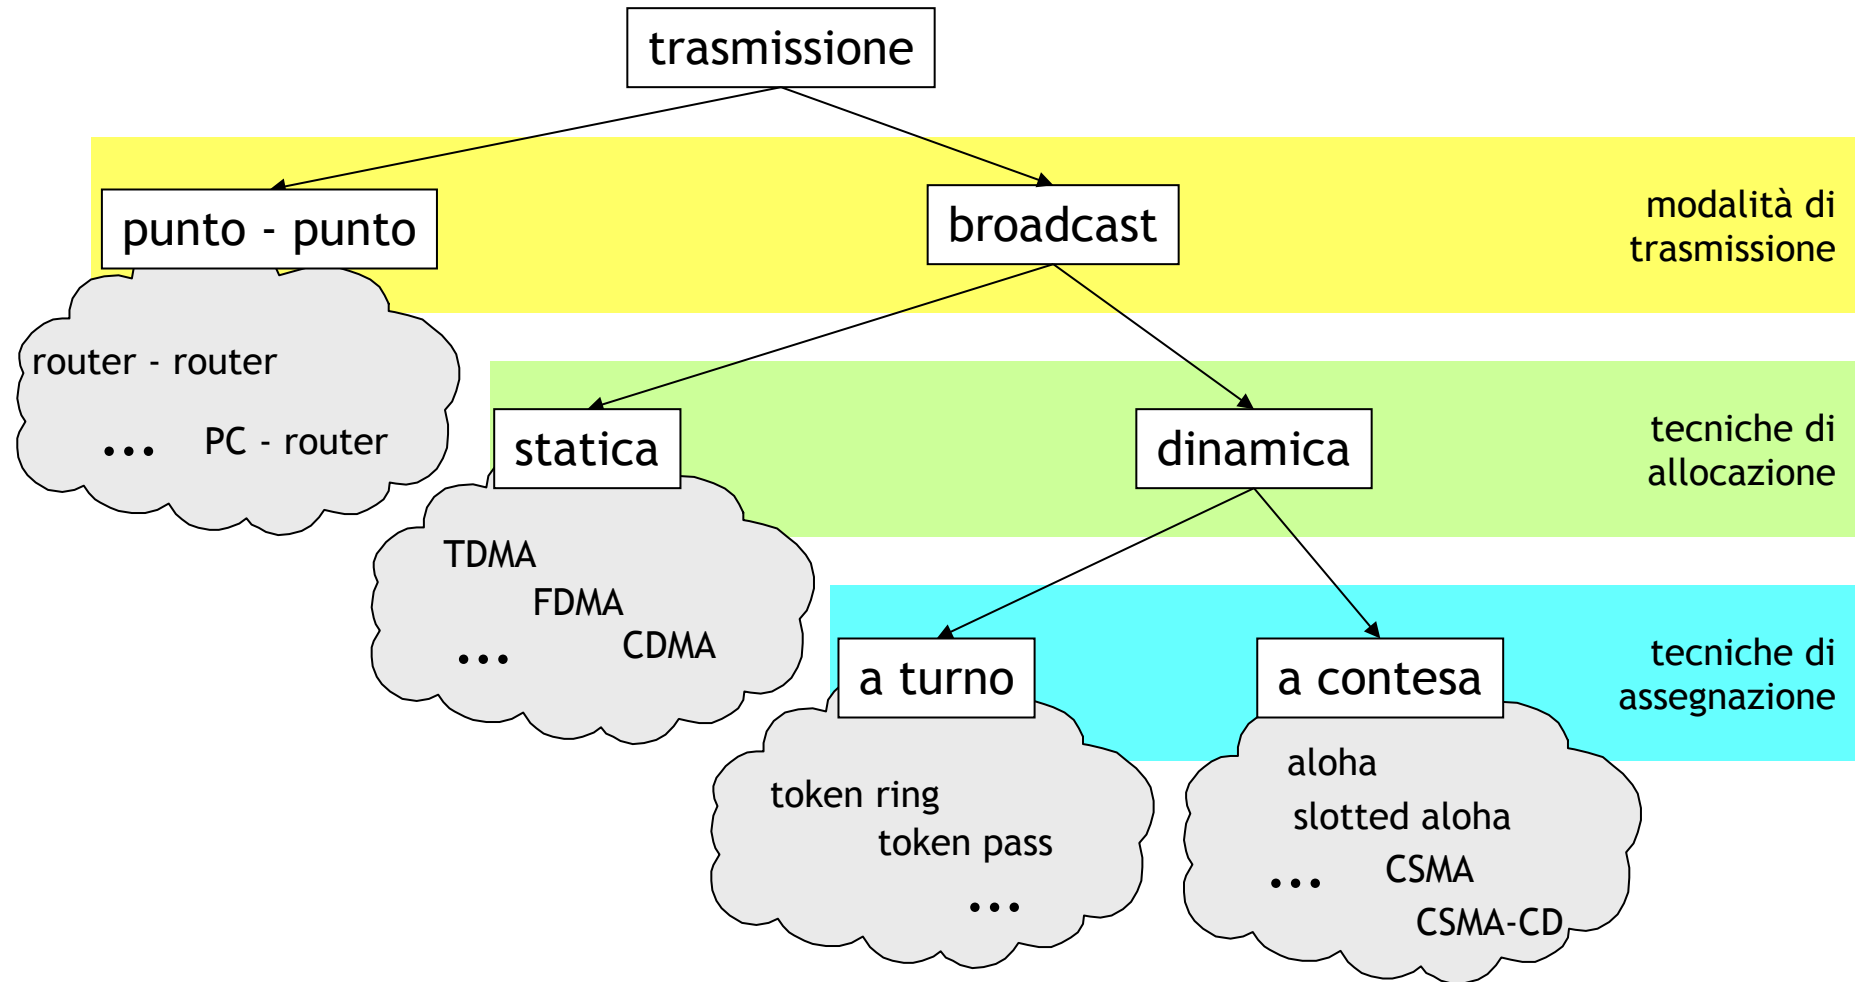 trasmissione
punto - punto
broadcast
modalità di
trasmissione
router - router
... PC - router
statica
dinamica
tecniche di
allocazione
TDMA
FDMA
CDMA
...
a turno
a contesa
tecniche di
assegnazione
token ring
token pass
...
aloha
slotted aloha
... CSMA
CSMA-CD